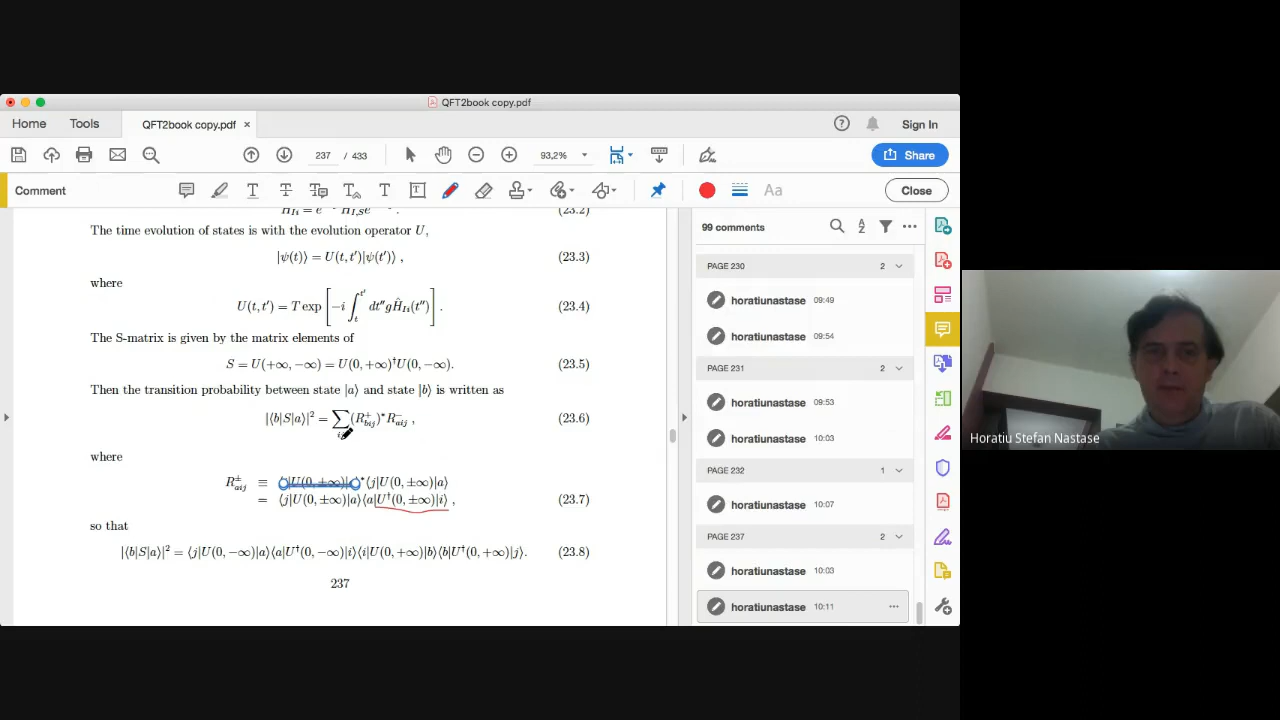 QFT2book copy.pdf
Home Tools QFT2book copy.pdf × Sign In
237 / 433 93,2% Share
Comment Aa Close
(23.2)
The time evolution of states is with the evolution operator U,
|ψ(t)⟩ = U(t, t′)|ψ(t′)⟩ , (23.3)
where
U(t, t′) = T exp [−i ∫_t^{t′} dt″gĤ_{Ii}(t″)] . (23.4)
The S-matrix is given by the matrix elements of
S = U(+∞, −∞) = U(0, +∞)†U(0, −∞). (23.5)
Then the transition probability between state |a⟩ and state |b⟩ is written as
|⟨b|S|a⟩|² = ∑ (R⁺_{bij})*R⁻_{aij} , (23.6)
where
R^±_{aij} ≡ |U(0, ±∞)| *⟨j|U(0, ±∞)|a⟩
= ⟨j|U(0, ±∞)|a⟩⟨a|U†(0, ±∞)|i⟩ , (23.7)
so that
|⟨b|S|a⟩|² = ⟨j|U(0, −∞)|a⟩⟨a|U†(0, −∞)|i⟩⟨i|U(0, +∞)|b⟩⟨b|U†(0, +∞)|j⟩. (23.8)
237
99 comments
PAGE 230 2
horatiunastase 09:49
horatiunastase 09:54
PAGE 231 2
horatiunastase 09:53
horatiunastase 10:03
PAGE 232 1
horatiunastase 10:07
PAGE 237 2
horatiunastase 10:03
horatiunastase 10:11
Horatiu Stefan Nastase